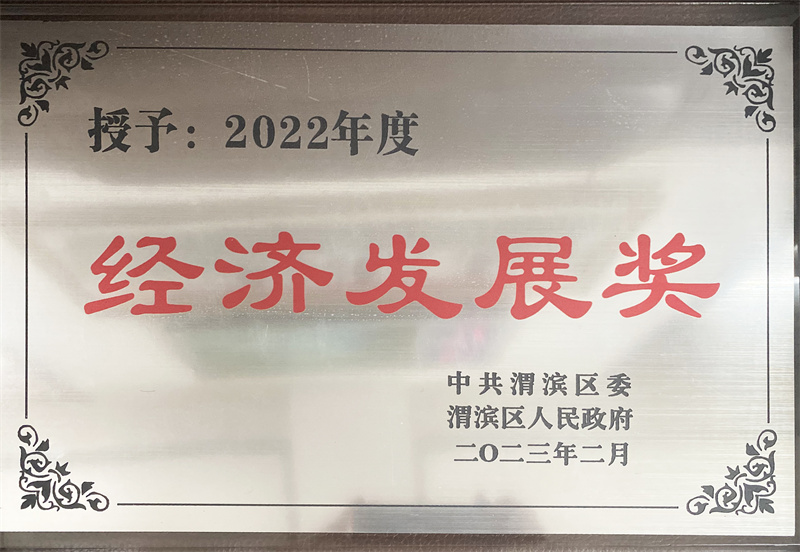 授予：2022年度
经济发展奖
中共渭滨区委
渭滨区人民政府
二〇二三年二月